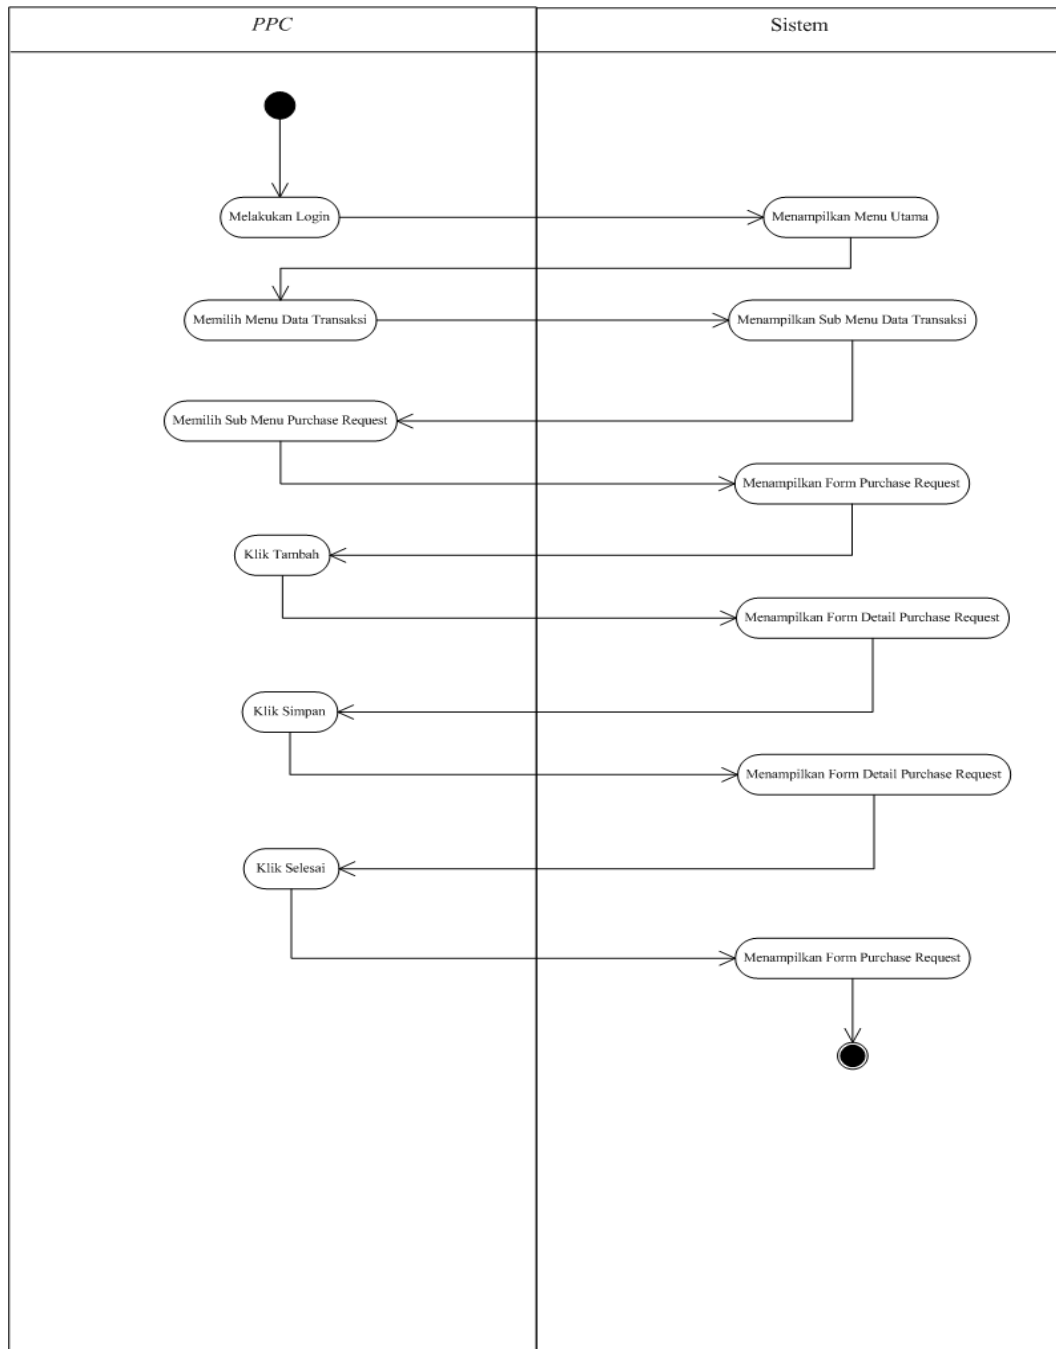 PPC
Sistem
Melakukan Login
Menampilkan Menu Utama
Memilih Menu Data Transaksi
Menampilkan Sub Menu Data Transaksi
Memilih Sub Menu Purchase Request
Menampilkan Form Purchase Request
Klik Tambah
Menampilkan Form Detail Purchase Request
Klik Simpan
Menampilkan Form Detail Purchase Request
Klik Selesai
Menampilkan Form Purchase Request